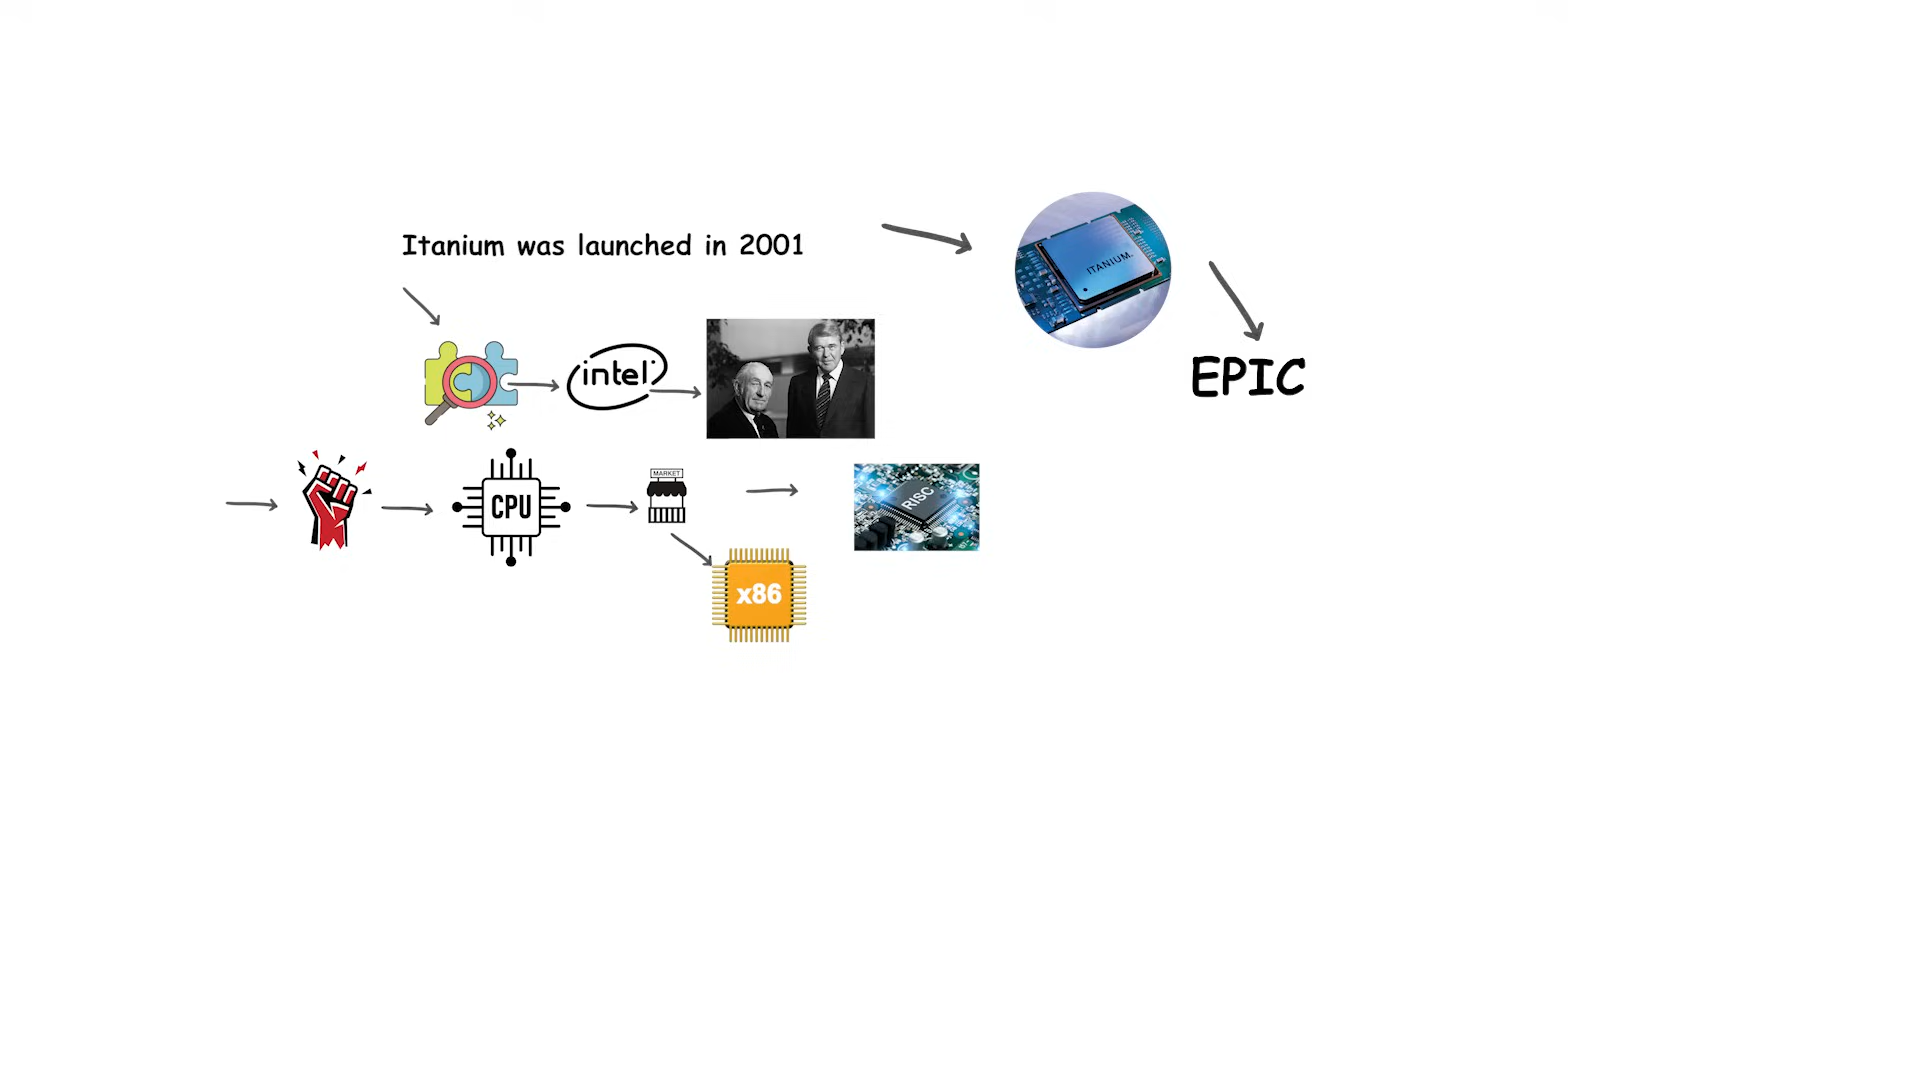 Itanium was launched in 2001
ITANIUM.
intel
EPIC
CPU
MARKET
RISC
x86